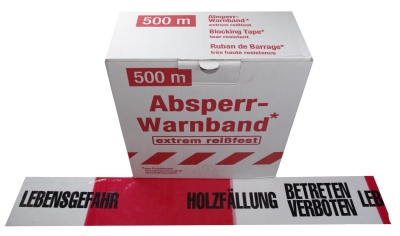 500 m
Absperr-
Warnband*
extrem reißfest
Blocking Tape*
tear resistant
Ruban de Barrage*
très haute resistance
500 m
Absperr-
Warnband*
extrem reißfest
LEBENSGEFAHR HOLZFÄLLUNG BETRETEN VERBOTEN LEB